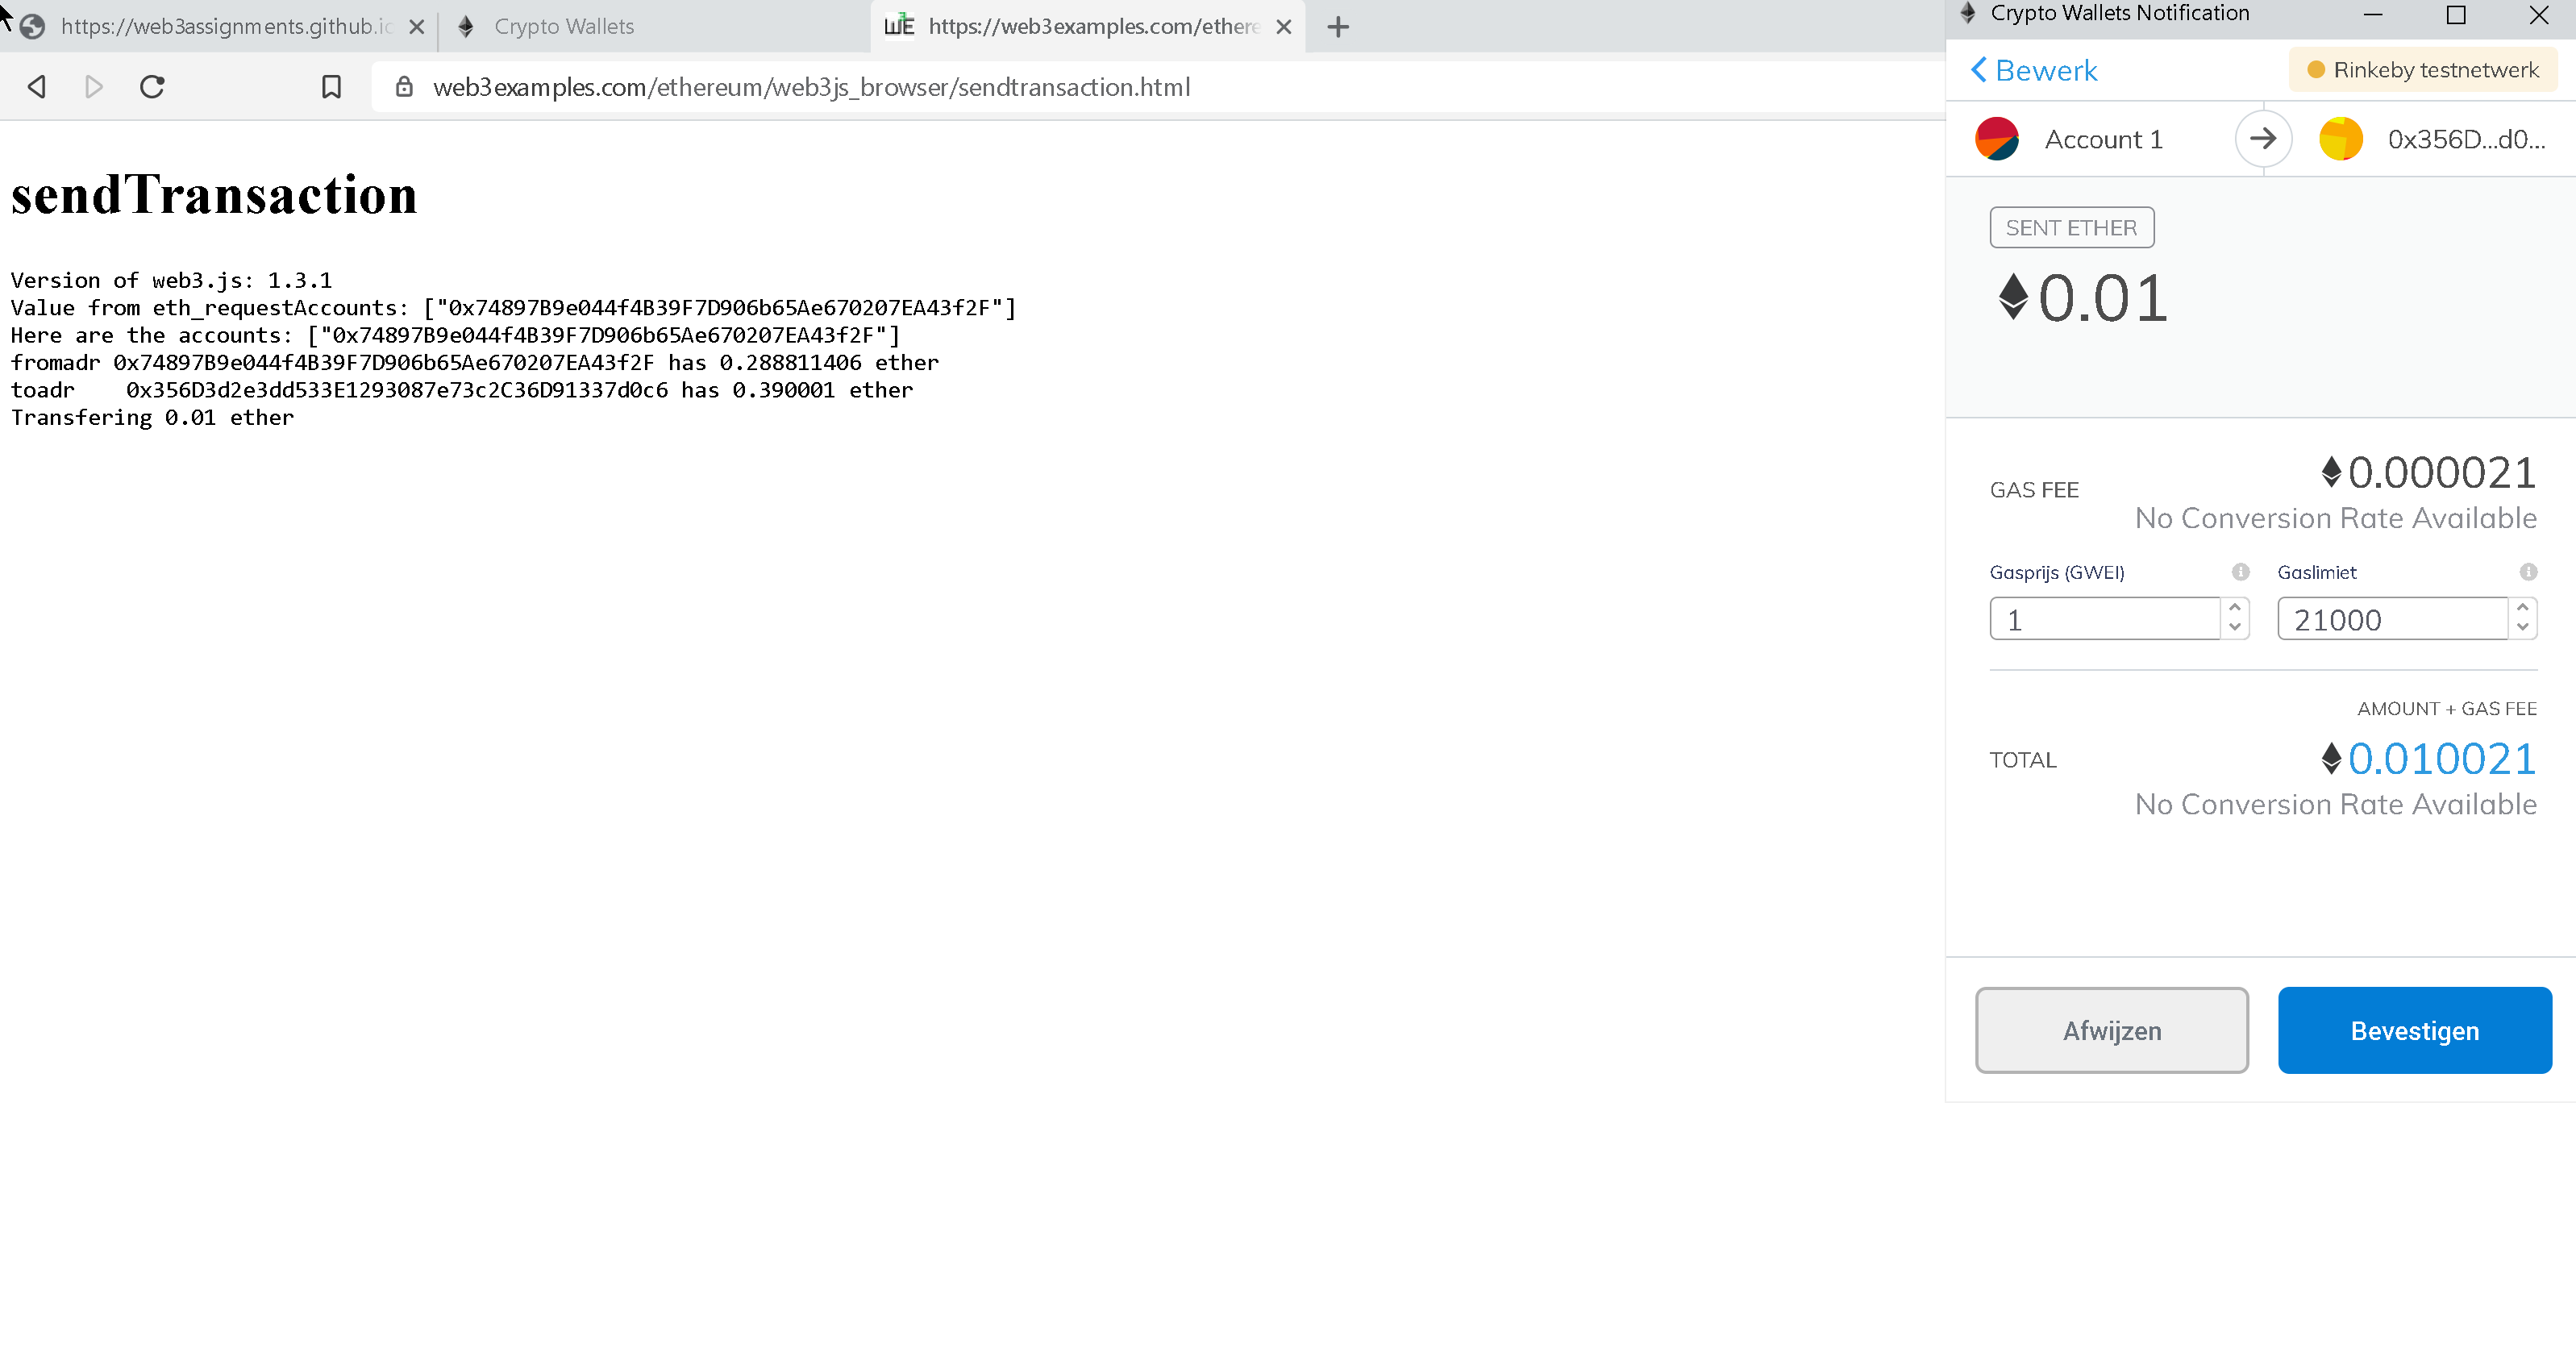 https://web3assignments.github.io
Crypto Wallets
https://web3examples.com/ethere
web3examples.com/ethereum/web3js_browser/sendtransaction.html
sendTransaction
Version of web3.js: 1.3.1
Value from eth_requestAccounts: ["0x74897B9e044f4B39F7D906b65Ae670207EA43f2F"]
Here are the accounts: ["0x74897B9e044f4B39F7D906b65Ae670207EA43f2F"]
fromadr 0x74897B9e044f4B39F7D906b65Ae670207EA43f2F has 0.288811406 ether
toadr    0x356D3d2e3dd533E1293087e73c2C36D91337d0c6 has 0.390001 ether
Transfering 0.01 ether
Crypto Wallets Notification
Bewerk
Rinkeby testnetwerk
Account 1
0x356D...d0...
SENT ETHER
0.01
GAS FEE
0.000021
No Conversion Rate Available
Gasprijs (GWEI)
Gaslimiet
1
21000
AMOUNT + GAS FEE
TOTAL
0.010021
No Conversion Rate Available
Afwijzen
Bevestigen